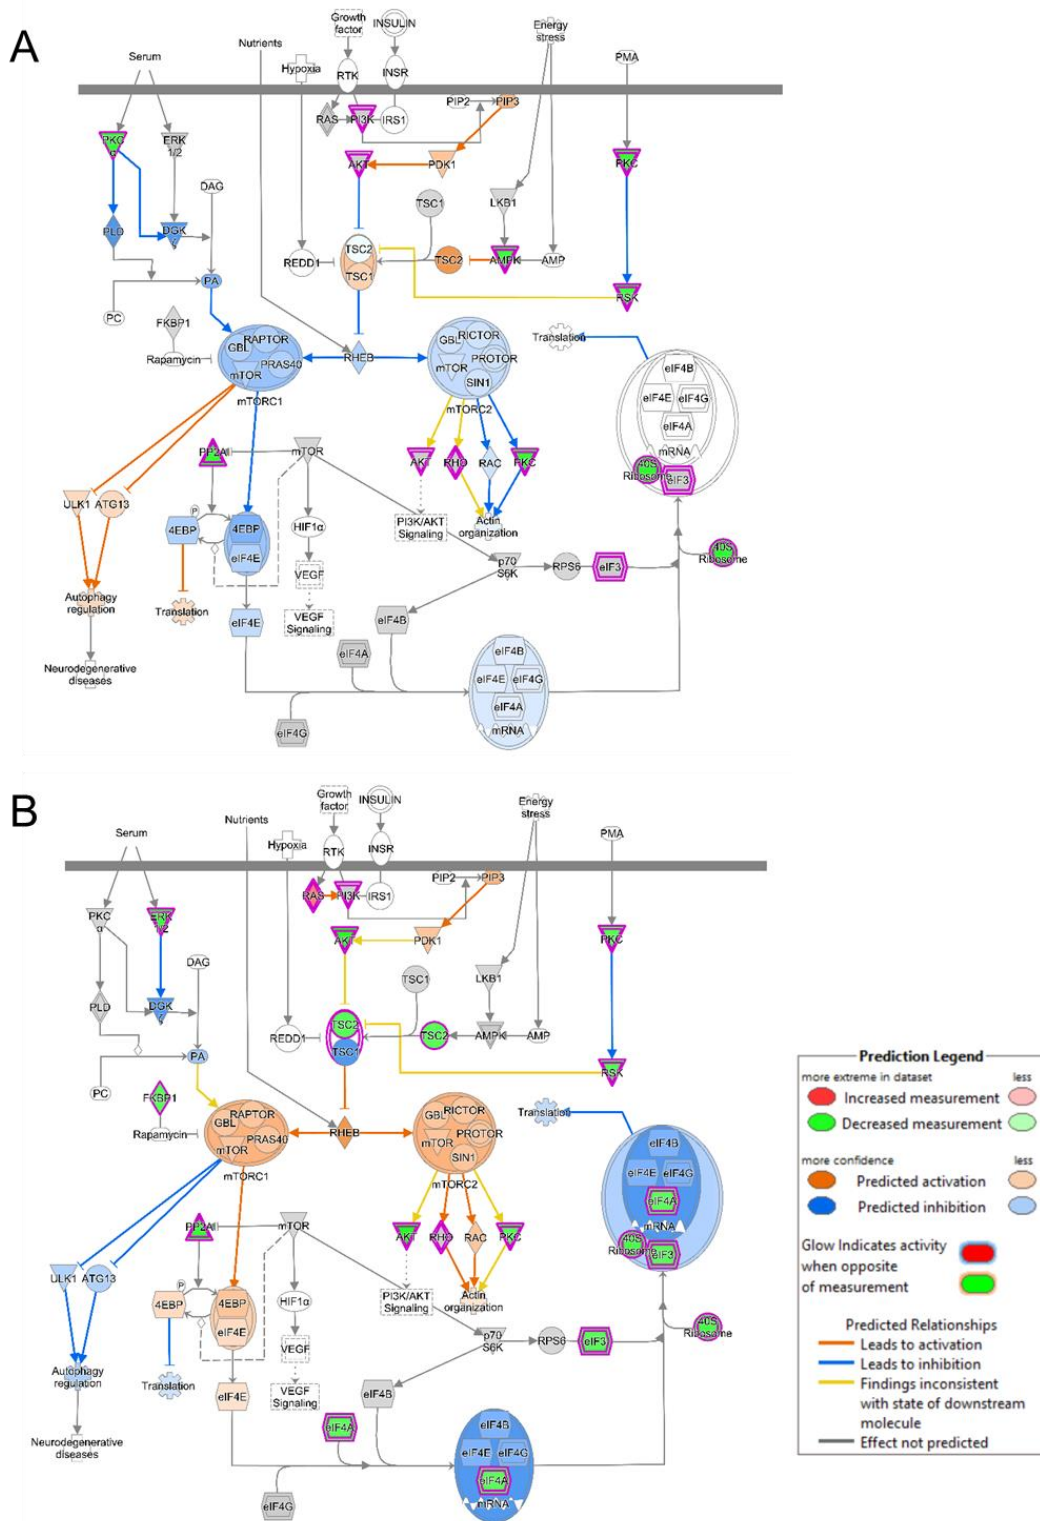 A
Growth
factor
INSULIN
Energy
stress
Serum
Nutrients
Hypoxia
PMA
RTK
INSR
PIP2
PIP3
RAS
PI3K
IRS1
PKC
α
ERK
1/2
AKT
PDK1
PKC
DAG
TSC1
LKB1
PLD
DGK
TSC2
REDD1
TSC2
AMPK
AMP
TSC1
PA
RSK
PC
FKBP1
RAPTOR
GBL
RICTOR
GBL
Translation
Rapamycin
PRAS40
RHEB
PROTOR
mTOR
mTOR
SIN1
eIF4B
mTORC1
mTORC2
eIF4E
eIF4G
eIF4A
PP2A
mTOR
AKT
RHO
RAC
PKC
mRNA
40S
Ribosome
eIF3
ULK1
ATG13
P
4EBP
4EBP
HIF1α
PI3K/AKT
Signaling
Actin
organization
eIF4E
p70
S6K
RPS6
eIF3
40S
Ribosome
VEGF
Autophagy
regulation
Translation
eIF4E
VEGF
Signaling
eIF4B
eIF4A
eIF4B
Neurodegenerative
diseases
eIF4E
eIF4G
eIF4A
eIF4G
mRNA
B
Growth
factor
INSULIN
Energy
stress
Serum
Nutrients
Hypoxia
PMA
RTK
INSR
PIP2
PIP3
RAS
PI3K
IRS1
PKC
α
ERK
1/2
AKT
PDK1
PKC
DAG
TSC1
LKB1
PLD
DGK
TSC2
REDD1
TSC2
AMPK
AMP
TSC1
PA
RSK
PC
FKBP1
RAPTOR
GBL
RICTOR
GBL
Translation
Rapamycin
PRAS40
RHEB
PROTOR
mTOR
mTOR
SIN1
eIF4B
mTORC1
mTORC2
eIF4E
eIF4G
eIF4A
PP2A
mTOR
AKT
RHO
RAC
PKC
mRNA
40S
Ribosome
eIF3
ULK1
ATG13
P
4EBP
4EBP
HIF1α
PI3K/AKT
Signaling
Actin
organization
eIF4E
p70
S6K
RPS6
eIF3
40S
Ribosome
VEGF
Autophagy
regulation
Translation
eIF4E
VEGF
Signaling
eIF4B
eIF4A
eIF4B
Neurodegenerative
diseases
eIF4E
eIF4G
eIF4A
eIF4G
mRNA
Prediction Legend
more extreme in dataset
less
Increased measurement
Decreased measurement
more confidence
less
Predicted activation
Predicted inhibition
Glow Indicates activity
when opposite
of measurement
Predicted Relationships
Leads to activation
Leads to inhibition
Findings inconsistent
with state of downstream
molecule
Effect not predicted